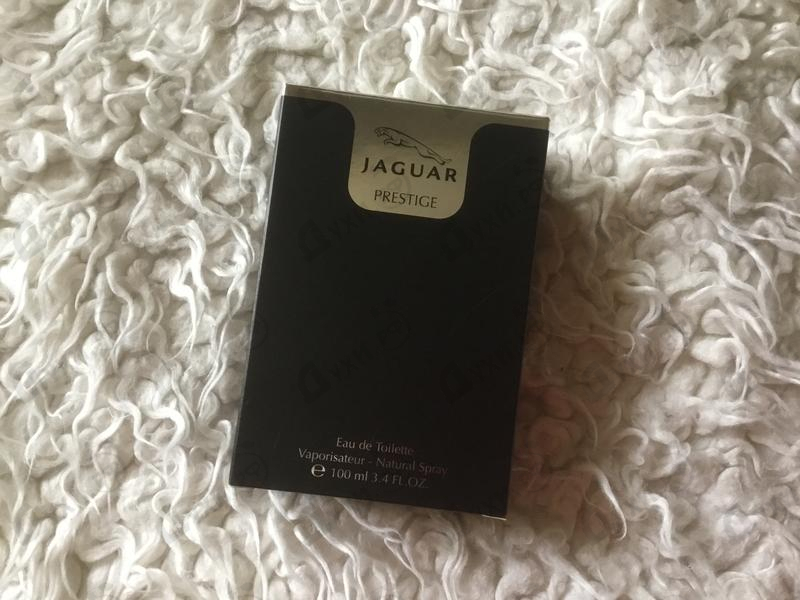 JAGUAR
PRESTIGE
Eau de Toilette
Vaporisateur - Natural Spray
℮ 100 ml 3.4 FL.OZ.